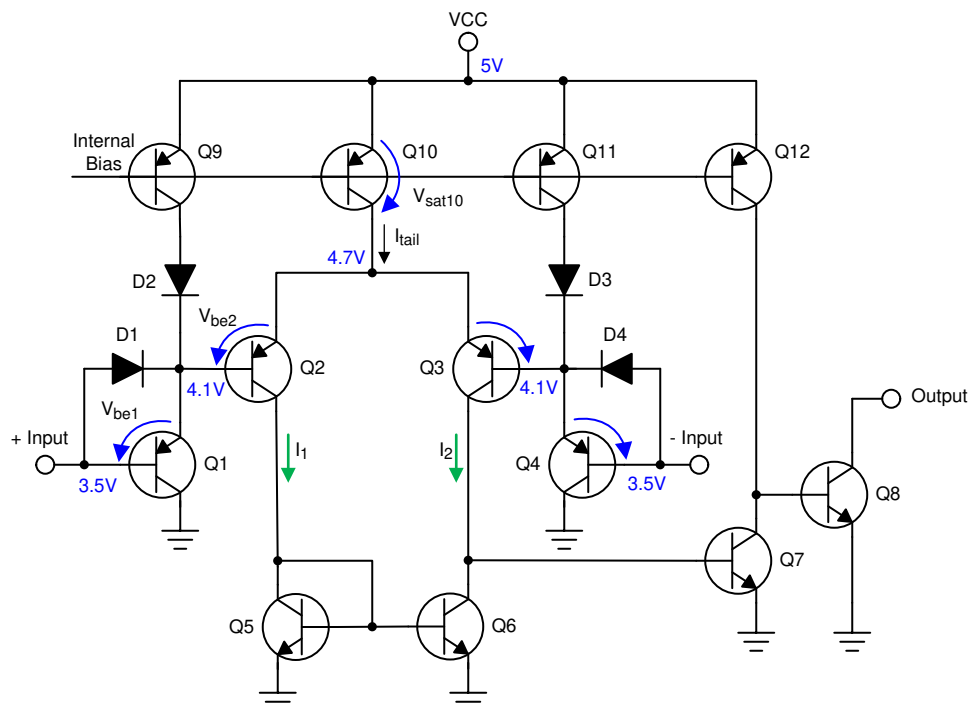 VCC
5V
Internal
Bias
Q9
Q10
Q11
Q12
Vsat10
Itail
4.7V
D2
D3
Vbe2
D1
D4
Q2
Q3
4.1V
4.1V
Output
Vbe1
+ Input
- Input
I1
I2
Q1
Q4
3.5V
3.5V
Q8
Q7
Q5
Q6